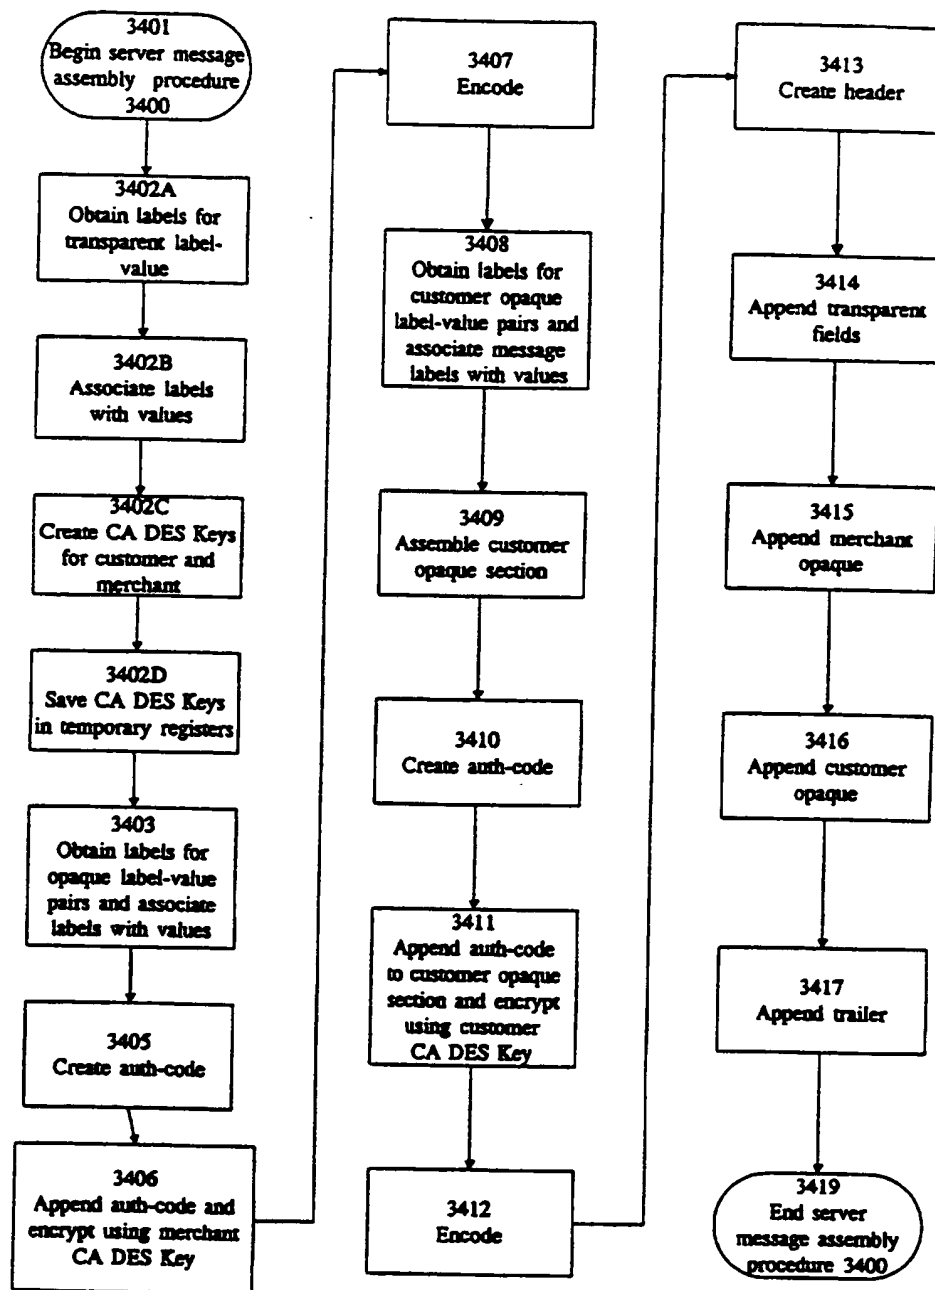 3401
Begin server message
assembly procedure
3400
3402A
Obtain labels for
transparent label-
value
3402B
Associate labels
with values
3402C
Create CA DES Keys
for customer and
merchant
3402D
Save CA DES Keys
in temporary registers
3403
Obtain labels for
opaque label-value
pairs and associate
labels with values
3405
Create auth-code
3406
Append auth-code and
encrypt using merchant
CA DES Key
3407
Encode
3408
Obtain labels for
customer opaque
label-value pairs and
associate message
labels with values
3409
Assemble customer
opaque section
3410
Create auth-code
3411
Append auth-code
to customer opaque
section and encrypt
using customer
CA DES Key
3412
Encode
3413
Create header
3414
Append transparent
fields
3415
Append merchant
opaque
3416
Append customer
opaque
3417
Append trailer
3419
End server
message assembly
procedure 3400